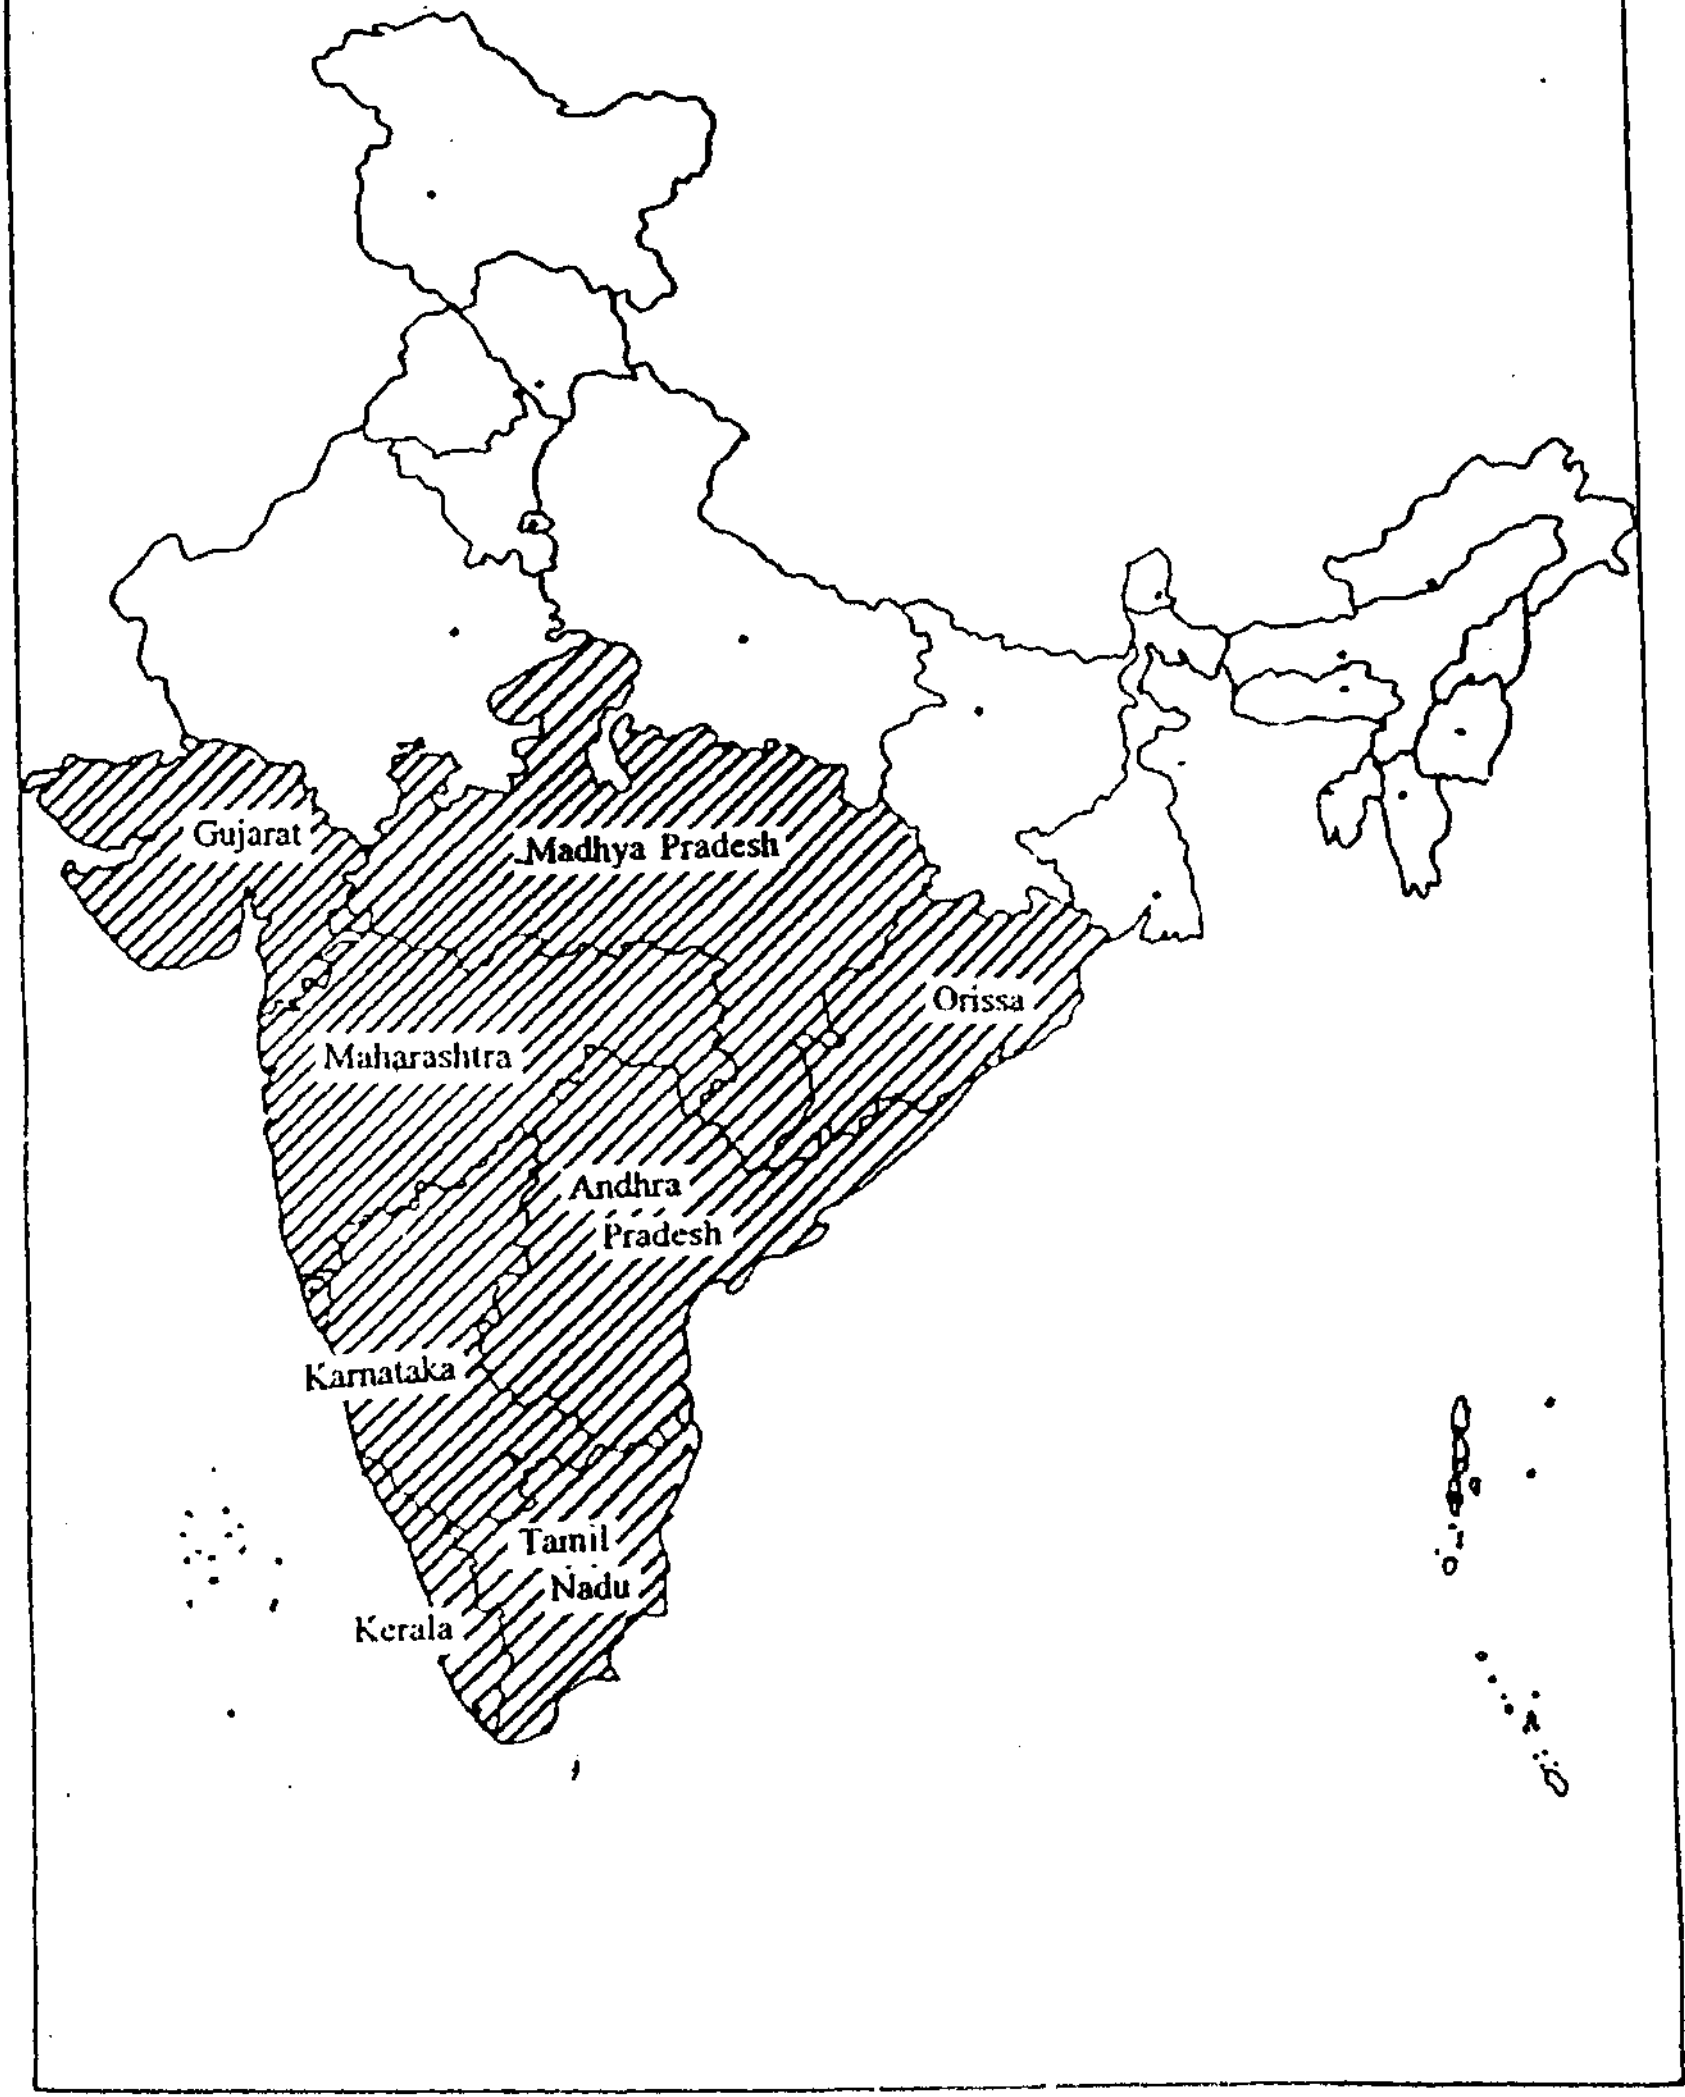 Gujarat
Madhya Pradesh
Orissa
Maharashtra
Andhra
Pradesh
Karnataka
Tamil
Nadu
Kerala